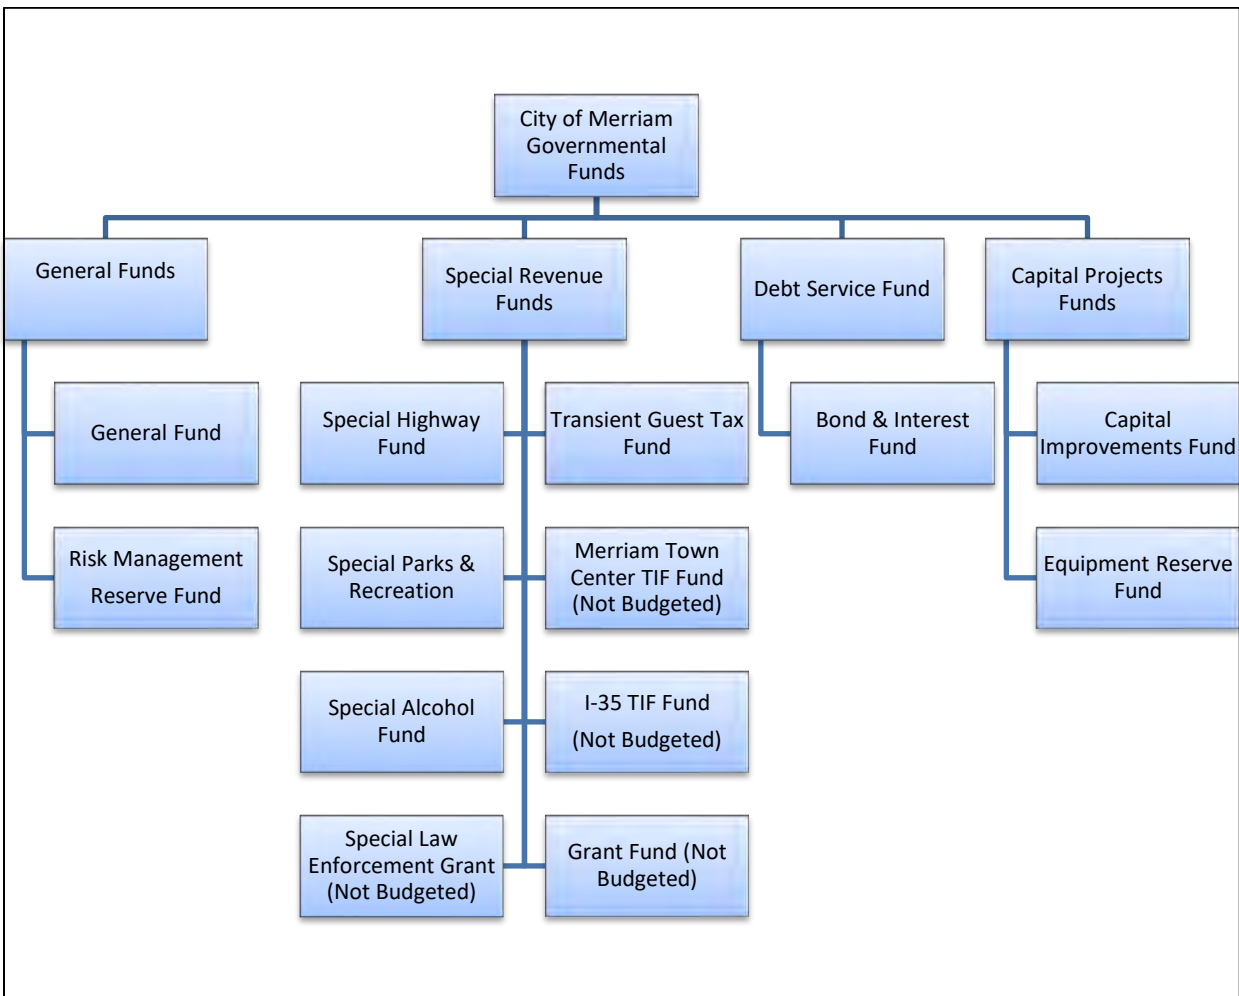 City of Merriam
Governmental
Funds
General Funds
Special Revenue
Funds
Debt Service Fund
Capital Projects
Funds
General Fund
Special Highway
Fund
Transient Guest Tax
Fund
Bond & Interest
Fund
Capital
Improvements Fund
Risk Management
Reserve Fund
Special Parks &
Recreation
Merriam Town
Center TIF Fund
(Not Budgeted)
Equipment Reserve
Fund
Special Alcohol
Fund
I-35 TIF Fund
(Not Budgeted)
Special Law
Enforcement Grant
(Not Budgeted)
Grant Fund (Not
Budgeted)